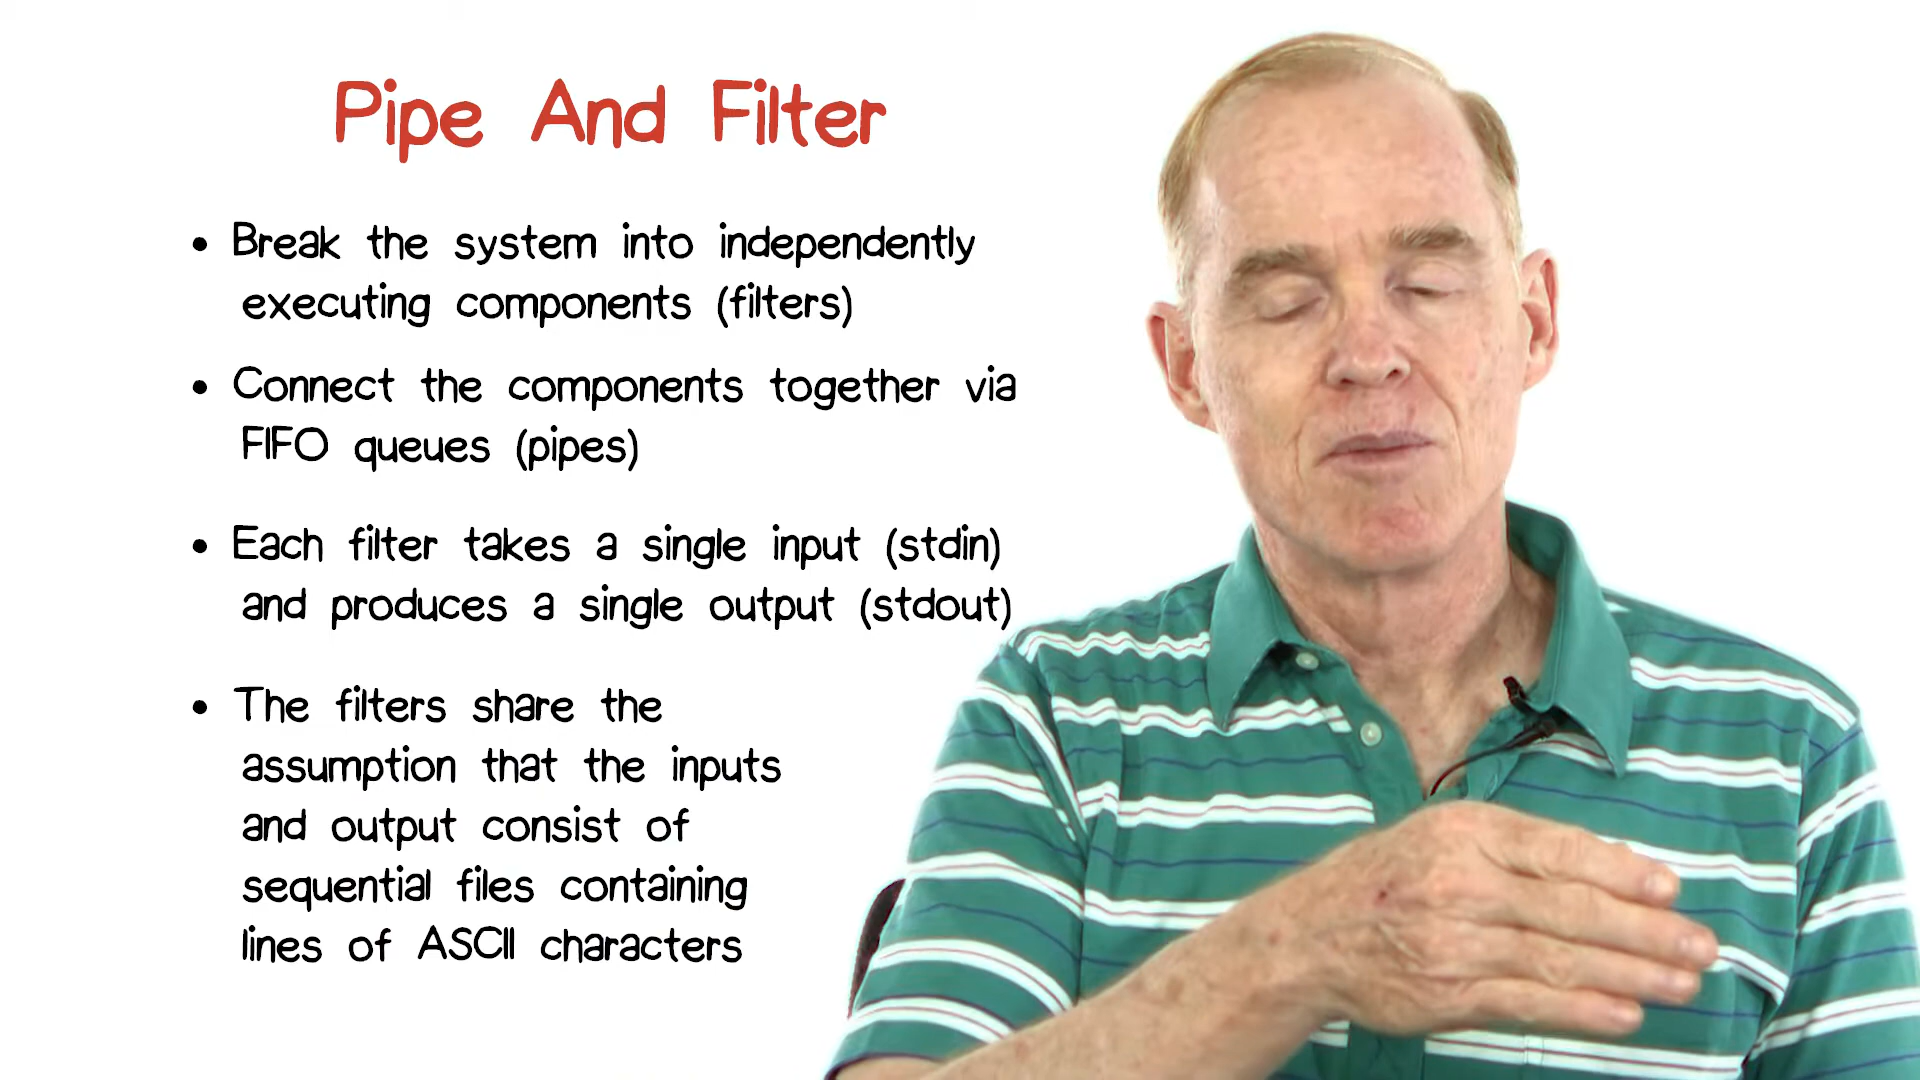 Pipe And Filter
• Break the system into independently
executing components (filters)
• Connect the components together via
FIFO queues (pipes)
• Each filter takes a single input (stdin)
and produces a single output (stdout)
• The filters share the
assumption that the inputs
and output consist of
sequential files containing
lines of ASCII characters